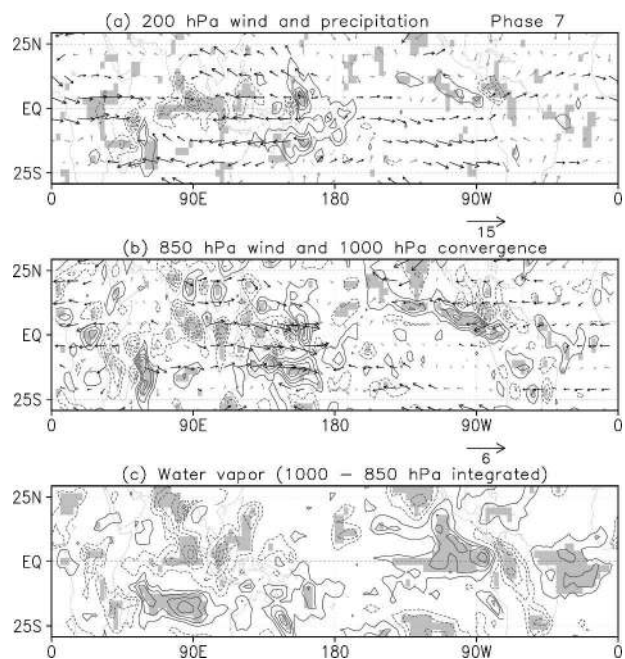 (a) 200 hPa wind and precipitation Phase 7
25N
EQ
25S
0 90E 180 90W 0
15
(b) 850 hPa wind and 1000 hPa convergence
25N
EQ
25S
0 90E 180 90W 0
6
(c) Water vapor (1000 – 850 hPa integrated)
25N
EQ
25S
0 90E 180 90W 0